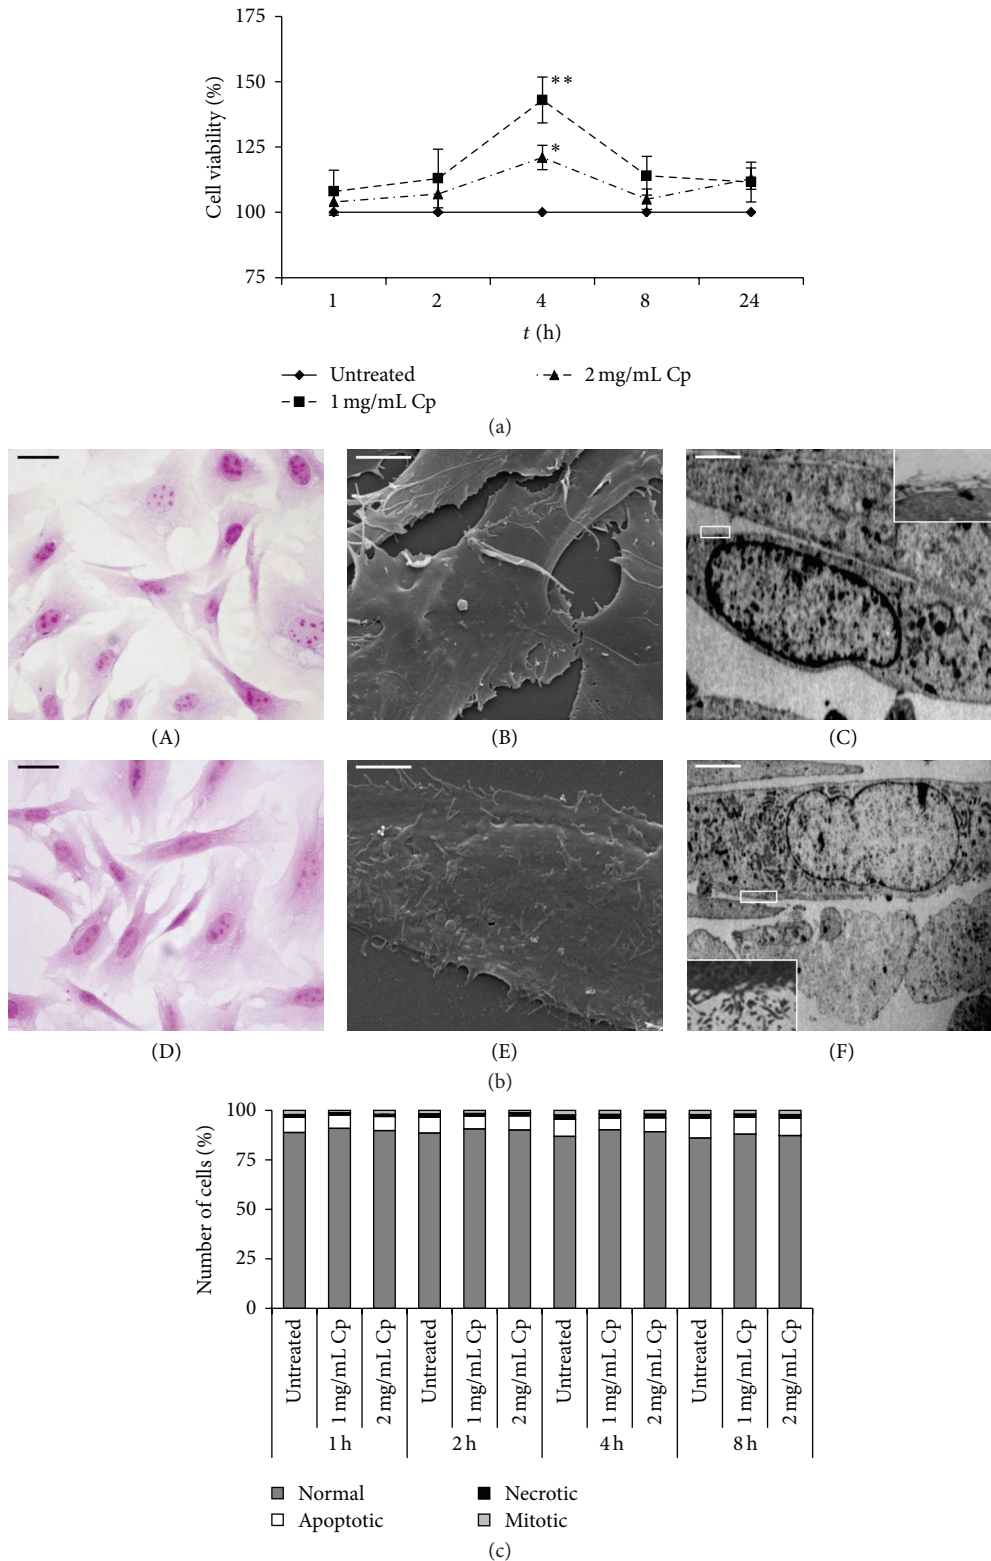 175
150
125
100
75
Cell viability (%)
**
*
1 2 4 8 24
t (h)
Untreated
1 mg/mL Cp
2 mg/mL Cp
(a)
(A) (B) (C)
(D) (E) (F)
(b)
100
75
50
25
0
Number of cells (%)
Untreated
1 mg/mL Cp
2 mg/mL Cp
Untreated
1 mg/mL Cp
2 mg/mL Cp
Untreated
1 mg/mL Cp
2 mg/mL Cp
Untreated
1 mg/mL Cp
2 mg/mL Cp
1 h 2 h 4 h 8 h
Normal
Apoptotic
Necrotic
Mitotic
(c)